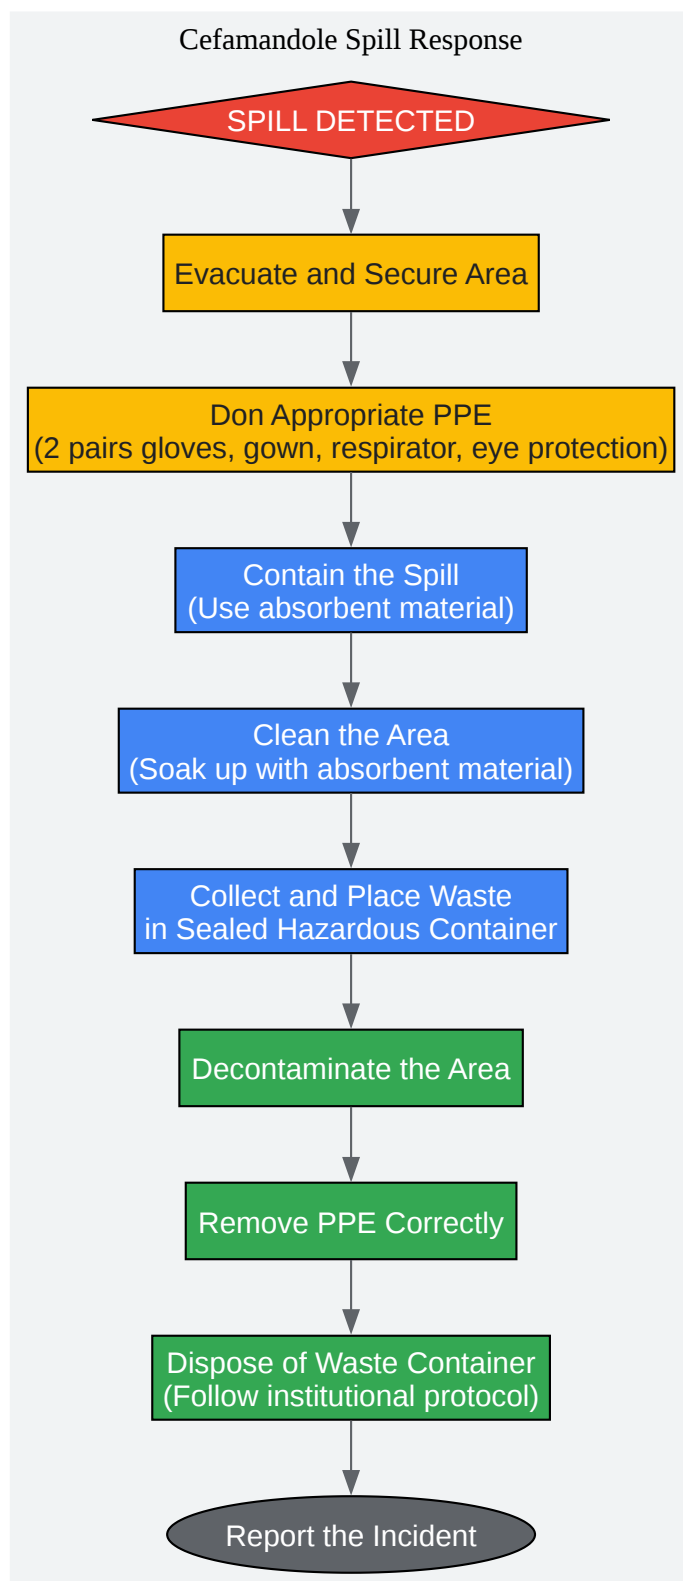 Cefamandole Spill Response
SPILL DETECTED
Evacuate and Secure Area
Don Appropriate PPE
(2 pairs gloves, gown, respirator, eye protection)
Contain the Spill
(Use absorbent material)
Clean the Area
(Soak up with absorbent material)
Collect and Place Waste
in Sealed Hazardous Container
Decontaminate the Area
Remove PPE Correctly
Dispose of Waste Container
(Follow institutional protocol)
Report the Incident